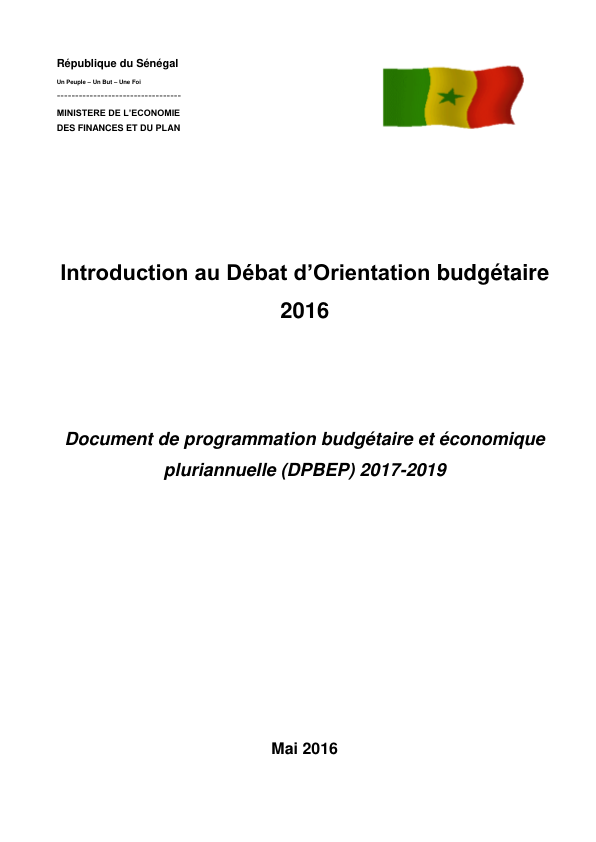 République du Sénégal
Un Peuple – Un But – Une Foi
----------------------------------
MINISTERE DE L'ECONOMIE
DES FINANCES ET DU PLAN
Introduction au Débat d'Orientation budgétaire
2016
Document de programmation budgétaire et économique
pluriannuelle (DPBEP) 2017-2019
Mai 2016